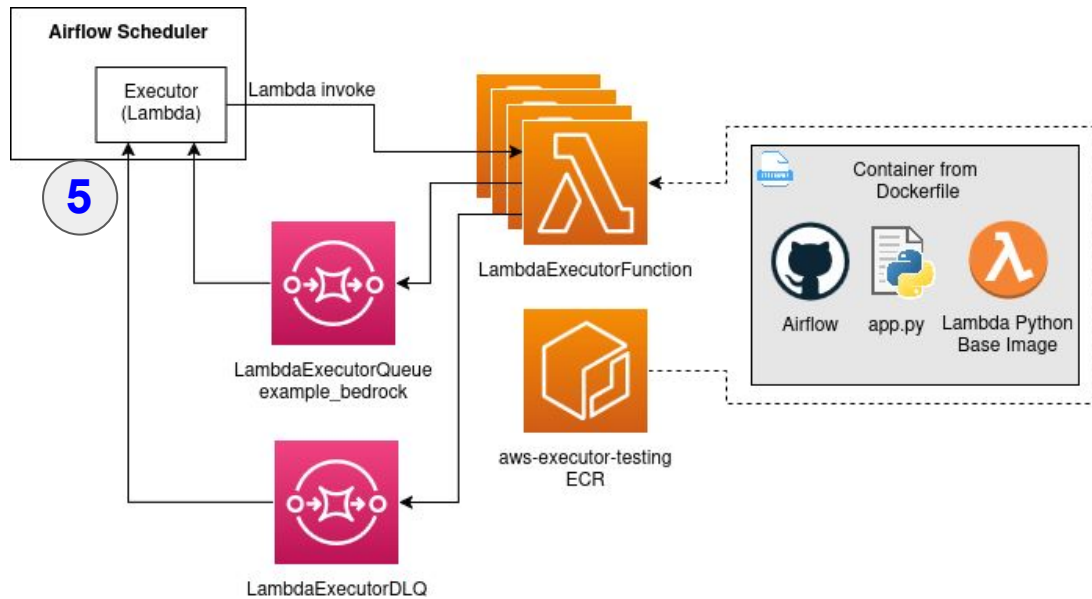 Airflow Scheduler
Executor
(Lambda)
Lambda invoke
5
LambdaExecutorFunction
LambdaExecutorQueue
example_bedrock
aws-executor-testing
ECR
LambdaExecutorDLQ
Container from
Dockerfile
Airflow
app.py
Lambda Python
Base Image